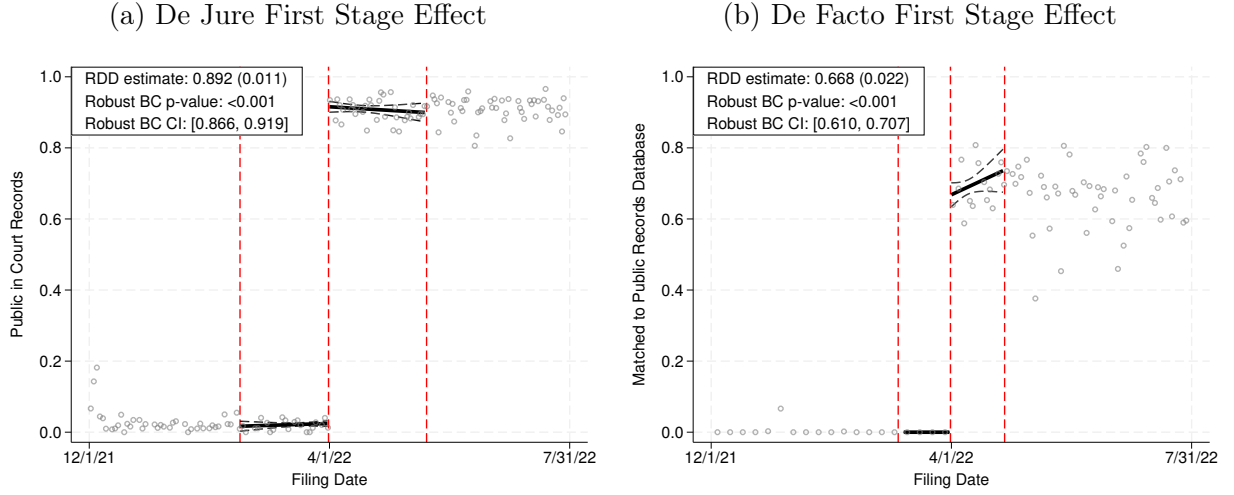 (a) De Jure First Stage Effect
RDD estimate: 0.892 (0.011)
Robust BC p-value: <0.001
Robust BC CI: [0.866, 0.919]
Public in Court Records
1.0
0.8
0.6
0.4
0.2
0.0
12/1/21 4/1/22 7/31/22
Filing Date
(b) De Facto First Stage Effect
RDD estimate: 0.668 (0.022)
Robust BC p-value: <0.001
Robust BC CI: [0.610, 0.707]
Matched to Public Records Database
1.0
0.8
0.6
0.4
0.2
0.0
12/1/21 4/1/22 7/31/22
Filing Date